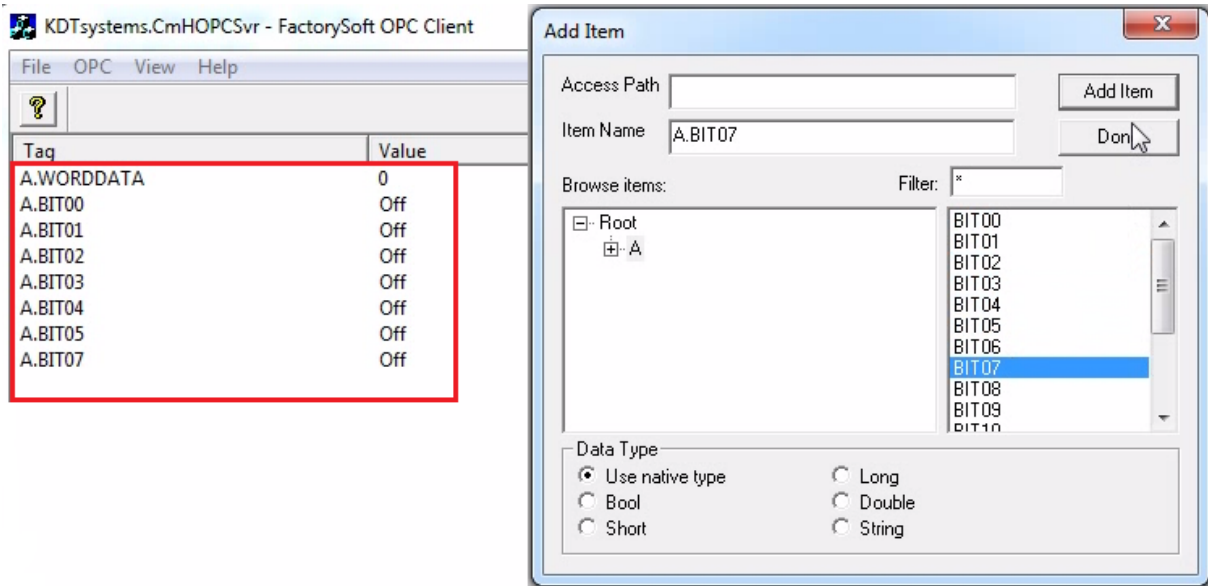 KDTsystems.CmHOPCSvr - FactorySoft OPC Client
File OPC View Help
Tag Value
A.WORDDATA 0
A.BIT00 Off
A.BIT01 Off
A.BIT02 Off
A.BIT03 Off
A.BIT04 Off
A.BIT05 Off
A.BIT07 Off
Add Item
Access Path
Add Item
Item Name A.BIT07
Don
Browse items: Filter: *
Root
A
BIT00
BIT01
BIT02
BIT03
BIT04
BIT05
BIT06
BIT07
BIT08
BIT09
BIT10
Data Type
Use native type Long
Bool Double
Short String